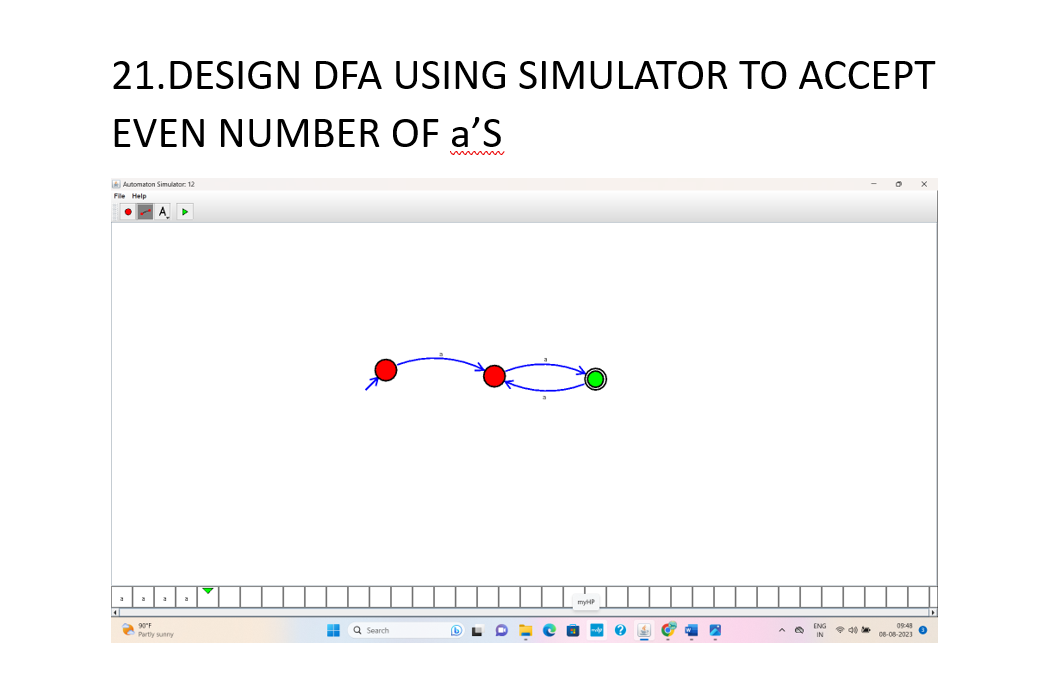 21.DESIGN DFA USING SIMULATOR TO ACCEPT
EVEN NUMBER OF a’S
Automaton Simulator: 12
File Help
A
a
a
a
a a a a
myHP
90°F
Partly sunny
Search
ENG
IN
09:48
08-08-2023